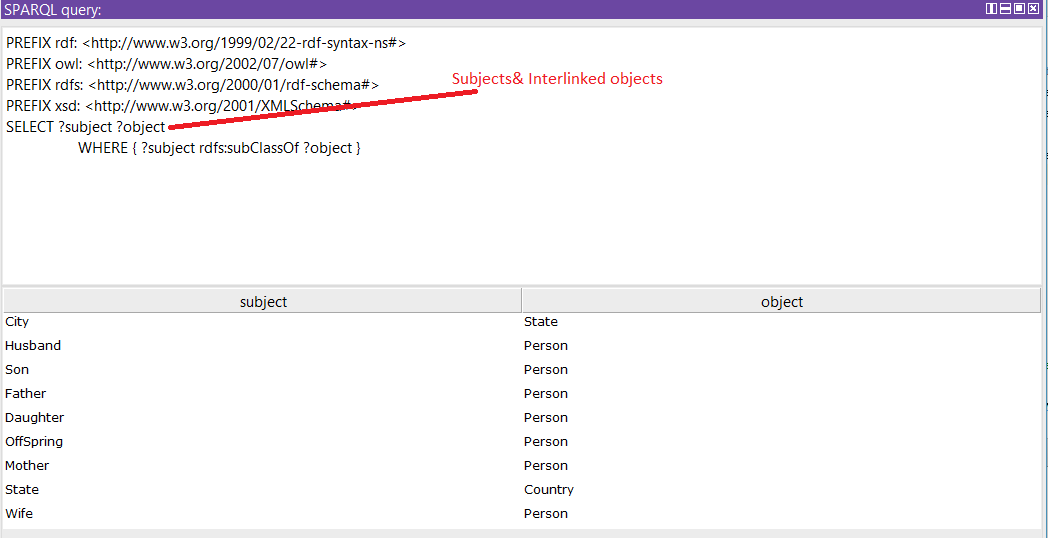 SPARQL query:
PREFIX rdf: <http://www.w3.org/1999/02/22-rdf-syntax-ns#>
PREFIX owl: <http://www.w3.org/2002/07/owl#>
PREFIX rdfs: <http://www.w3.org/2000/01/rdf-schema#>
Subjects& Interlinked objects
PREFIX xsd: <http://www.w3.org/2001/XMLSchema#>
SELECT ?subject ?object
WHERE { ?subject rdfs:subClassOf ?object }
subject object
City State
Husband Person
Son Person
Father Person
Daughter Person
OffSpring Person
Mother Person
State Country
Wife Person